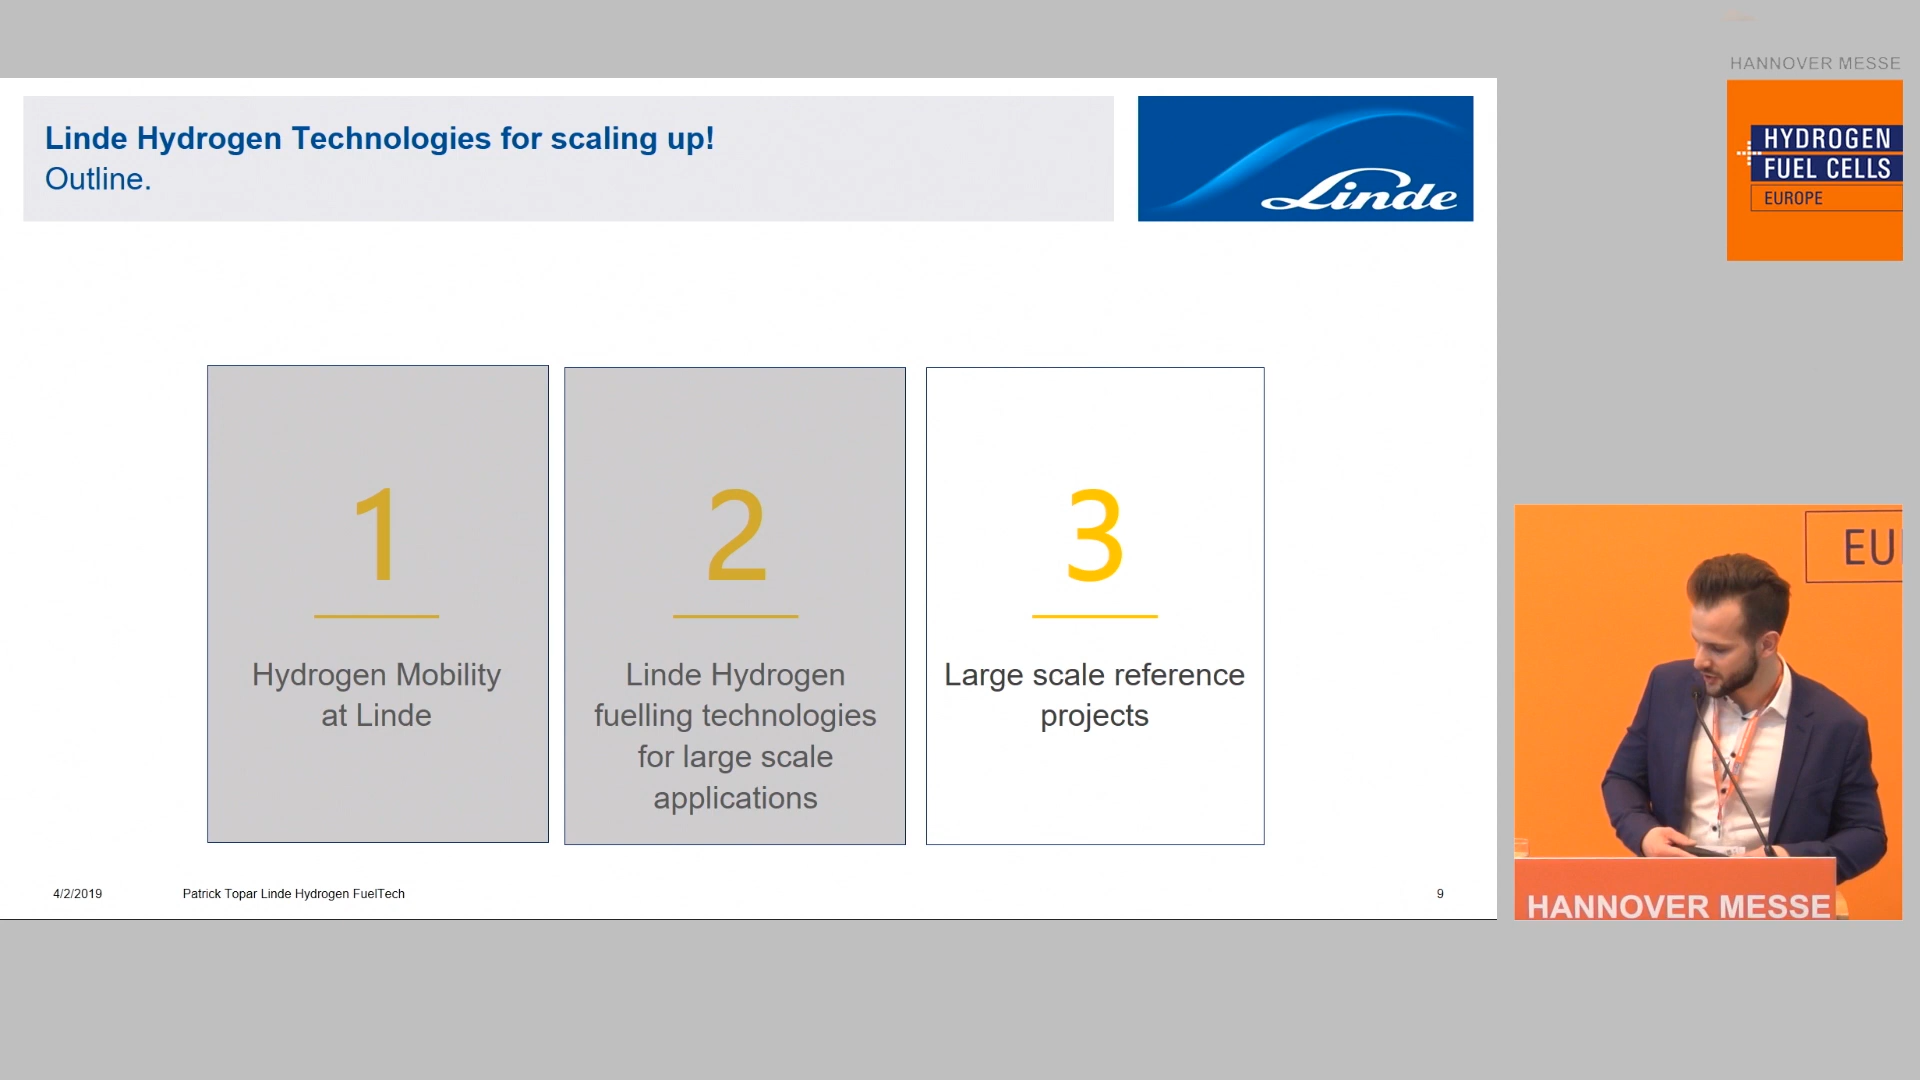 HANNOVER MESSE
Linde Hydrogen Technologies for scaling up!
Outline.
Linde
HYDROGEN
FUEL CELLS
EUROPE
1
Hydrogen Mobility
at Linde
2
Linde Hydrogen
fuelling technologies
for large scale
applications
3
Large scale reference
projects
4/2/2019
Patrick Topar Linde Hydrogen FuelTech
9
EU
HANNOVER MESSE